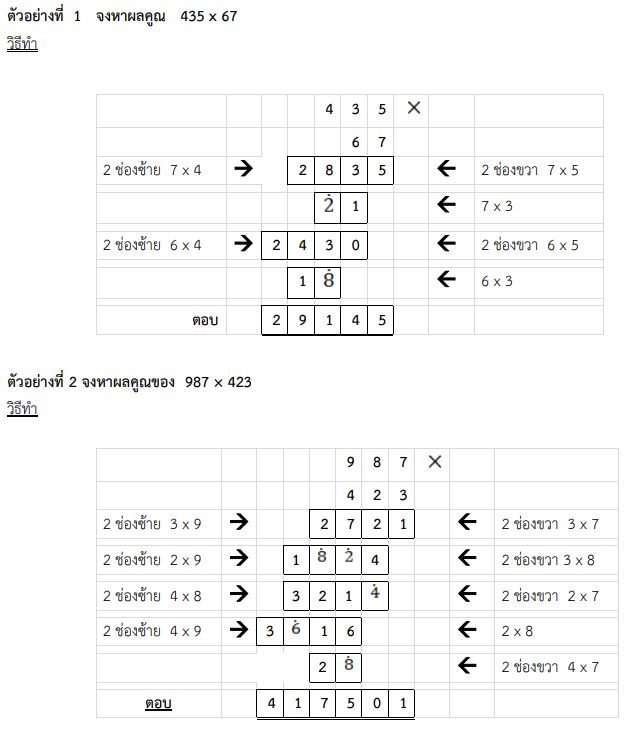 ตัวอย่างที่ 1 จงหาผลคูณ 435 x 67
วิธีทำ
4 3 5 ×
6 7
2 ช่องซ้าย 7 x 4 → 2 8 3 5 ← 2 ช่องขวา 7 x 5
2̇ 1 ← 7 x 3
2 ช่องซ้าย 6 x 4 → 2 4 3 0 ← 2 ช่องขวา 6 x 5
1 8̇ ← 6 x 3
ตอบ 2 9 1 4 5
ตัวอย่างที่ 2 จงหาผลคูณของ 987 × 423
วิธีทำ
9 8 7 ×
4 2 3
2 ช่องซ้าย 3 x 9 → 2 7 2 1 ← 2 ช่องขวา 3 x 7
2 ช่องซ้าย 2 x 9 → 1 8̇ 2̇ 4 ← 2 ช่องขวา 3 x 8
2 ช่องซ้าย 4 x 8 → 3 2 1 4̇ ← 2 ช่องขวา 2 x 7
2 ช่องซ้าย 4 x 9 → 3 6̇ 1 6 ← 2 x 8
2 8̇ ← 2 ช่องขวา 4 x 7
ตอบ 4 1 7 5 0 1